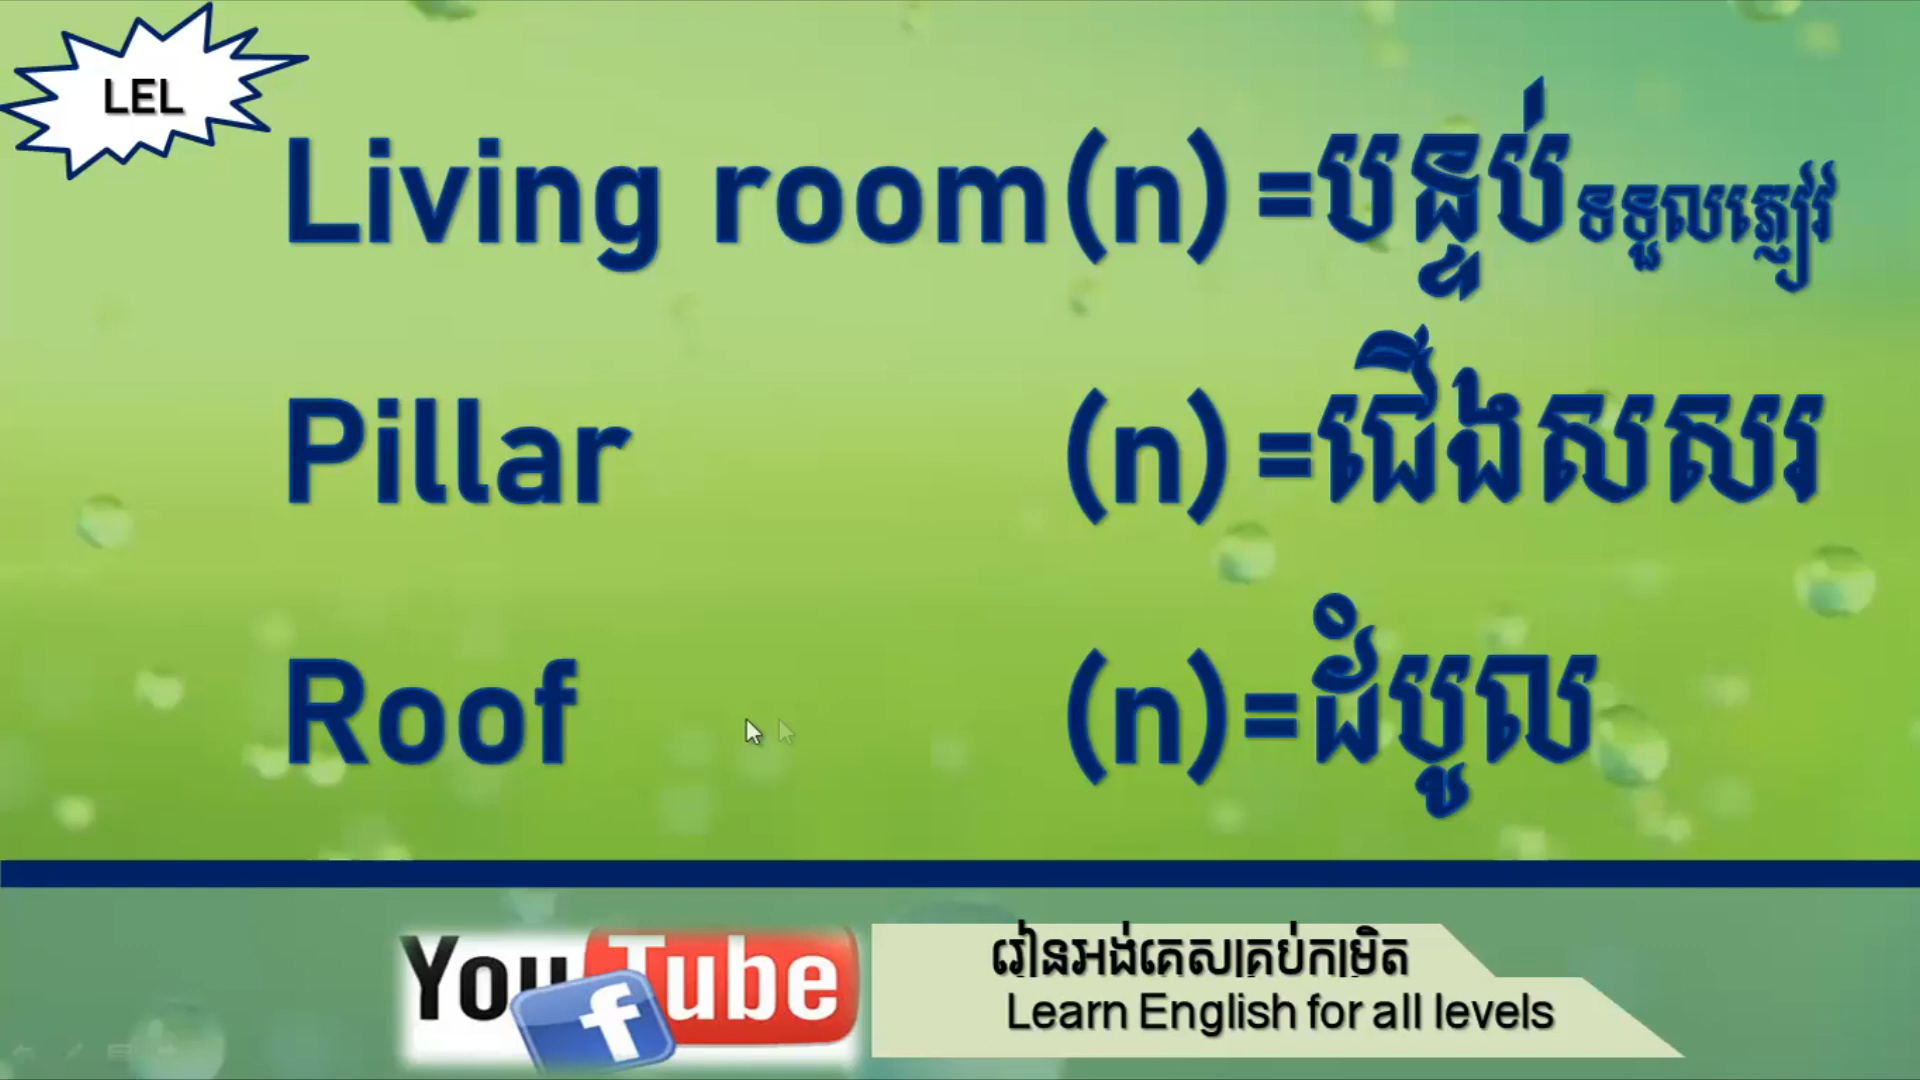 LEL
Living room(n) =បន្ទប់ទទួលភ្ញៀវ
Pillar (n) =ជើងសសរ
Roof (n)=ដំបូល
YouTube
f
រៀនអង់គេសគ្រប់កម្រិត
Learn English for all levels